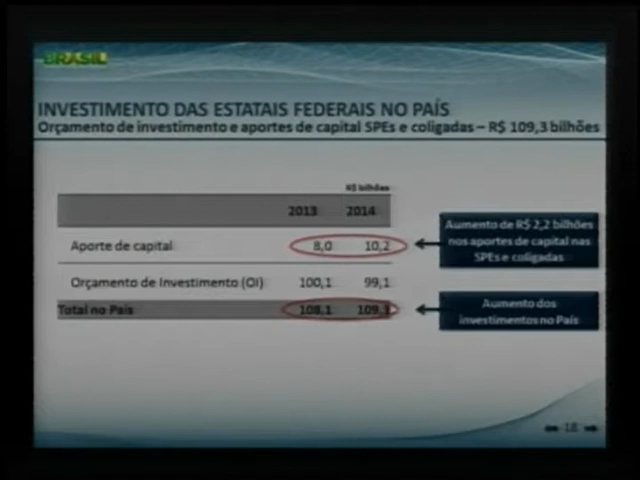 BRASIL
INVESTIMENTO DAS ESTATAIS FEDERAIS NO PAÍS
Orçamento de investimento e aportes de capital SPEs e coligadas – R$ 109,3 bilhões
R$ bilhões
2013 2014
Aporte de capital 8,0 10,2
Orçamento de Investimento (OI) 100,1 99,1
Total no País 108,1 109,3
Aumento de R$ 2,2 bilhões
nos aportes de capital nas
SPEs e coligadas
Aumento dos
investimentos no País
18